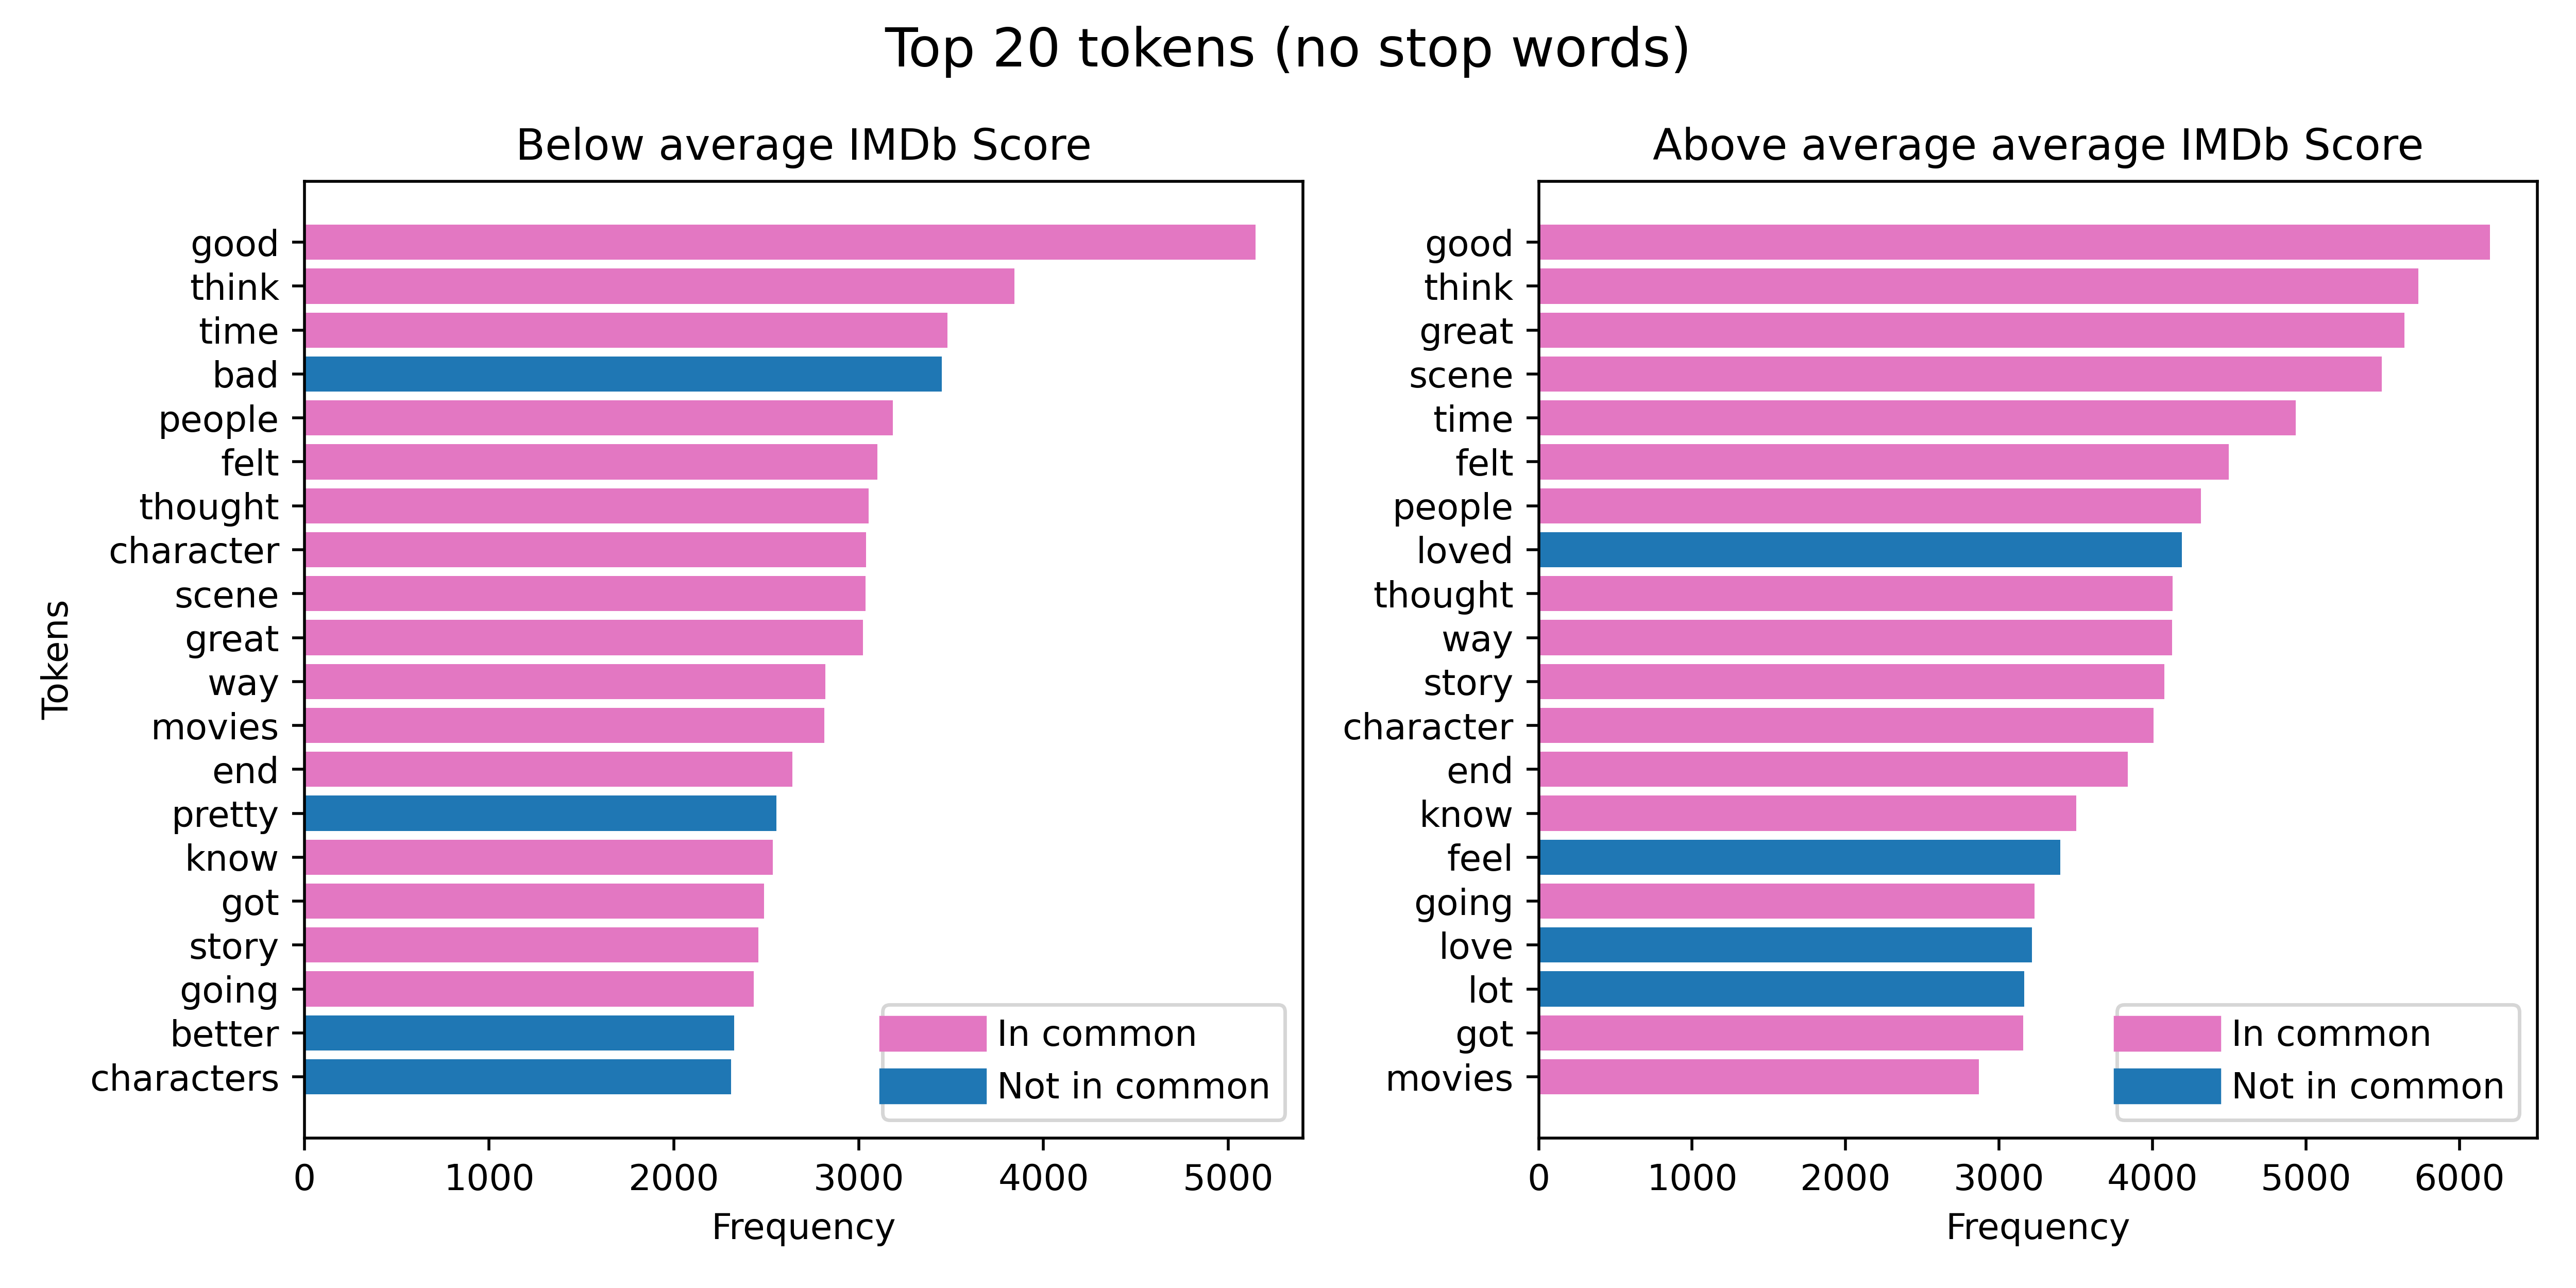 Top 20 tokens (no stop words)
Below average IMDb Score
Tokens
good
think
time
bad
people
felt
thought
character
scene
great
way
movies
end
pretty
know
got
story
going
better
characters
In common
Not in common
0 1000 2000 3000 4000 5000
Frequency
Above average average IMDb Score
good
think
great
scene
time
felt
people
loved
thought
way
story
character
end
know
feel
going
love
lot
got
movies
In common
Not in common
0 1000 2000 3000 4000 5000 6000
Frequency